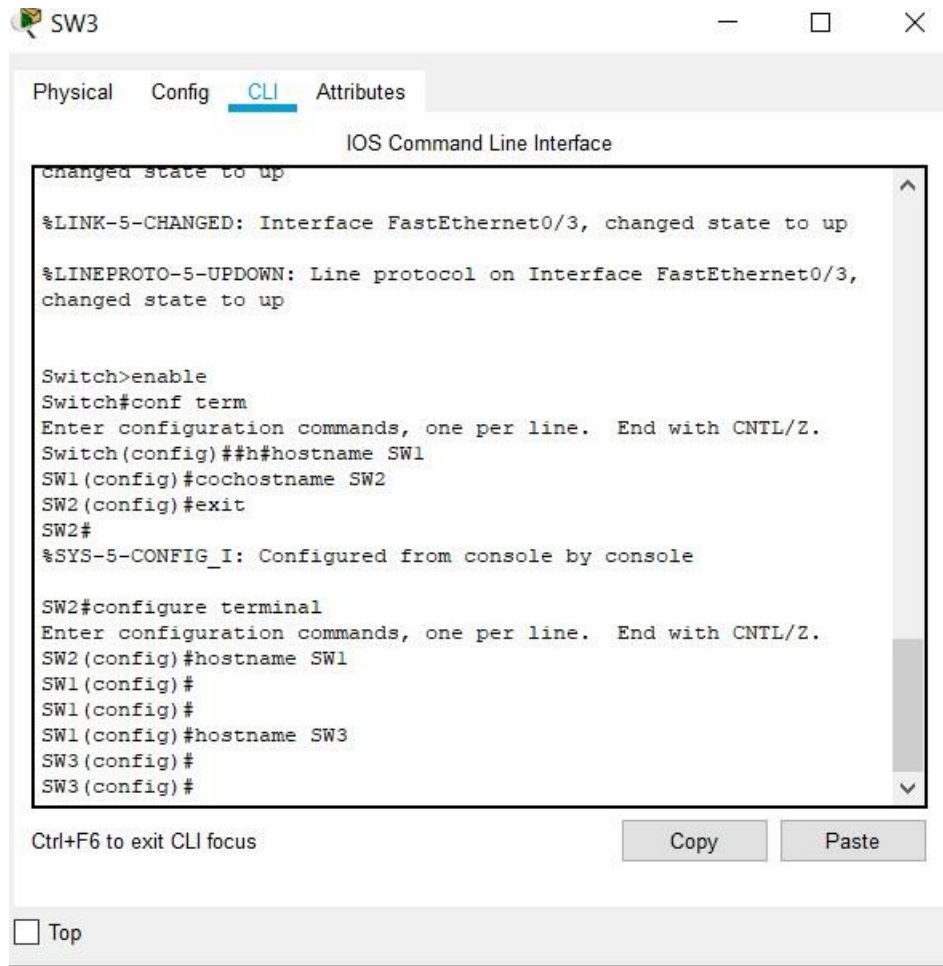 SW3
Physical Config CLI Attributes
IOS Command Line Interface
changed state to up
%LINK-5-CHANGED: Interface FastEthernet0/3, changed state to up
%LINEPROTO-5-UPDOWN: Line protocol on Interface FastEthernet0/3,
changed state to up
Switch>enable
Switch#conf term
Enter configuration commands, one per line.  End with CNTL/Z.
Switch(config)##h#hostname SW1
SW1(config)#cochostname SW2
SW2(config)#exit
SW2#
%SYS-5-CONFIG_I: Configured from console by console
SW2#configure terminal
Enter configuration commands, one per line.  End with CNTL/Z.
SW2(config)#hostname SW1
SW1(config)#
SW1(config)#
SW1(config)#hostname SW3
SW3(config)#
SW3(config)#
Ctrl+F6 to exit CLI focus
Copy Paste
Top